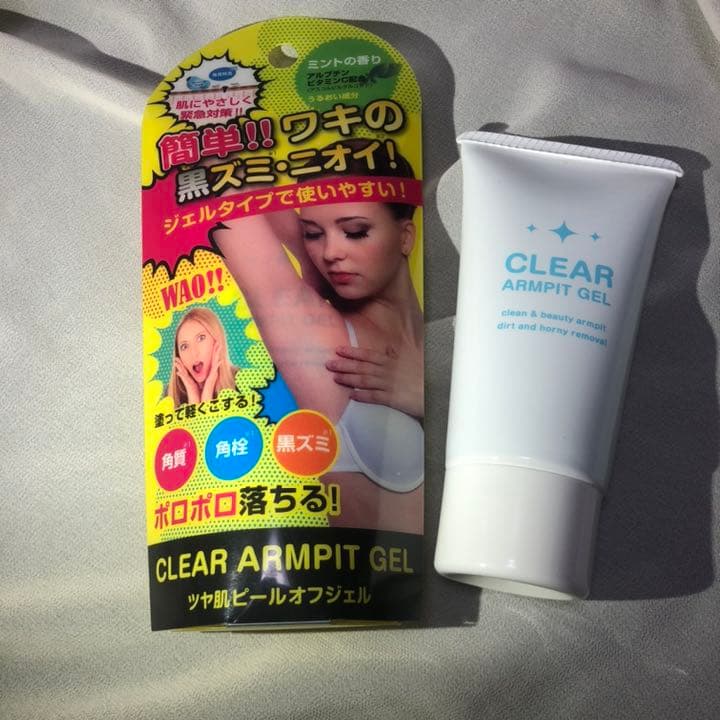 肌にやさしく
緊急対策!!
ミントの香り
アルブチン
ビタミンC配合
うるおい成分
簡単!! ワキの
黒ズミ・ニオイ!
ジェルタイプで使いやすい!
WAO!!
塗って軽くこする!
角質
角栓
黒ズミ
ポロポロ落ちる!
CLEAR ARMPIT GEL
ツヤ肌ピールオフジェル
CLEAR
ARMPIT GEL
clean & beauty armpit
dirt and horny removal